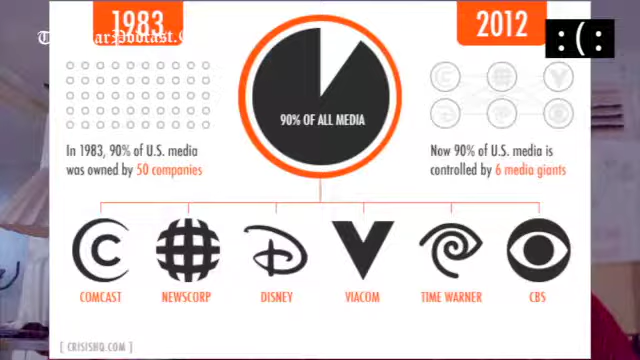 1983
2012
:(:
90% OF ALL MEDIA
In 1983, 90% of U.S. media
was owned by 50 companies
Now 90% of U.S. media is
controlled by 6 media giants
COMCAST
NEWSCORP
DISNEY
VIACOM
TIME WARNER
CBS
[ CRISISHQ.COM ]